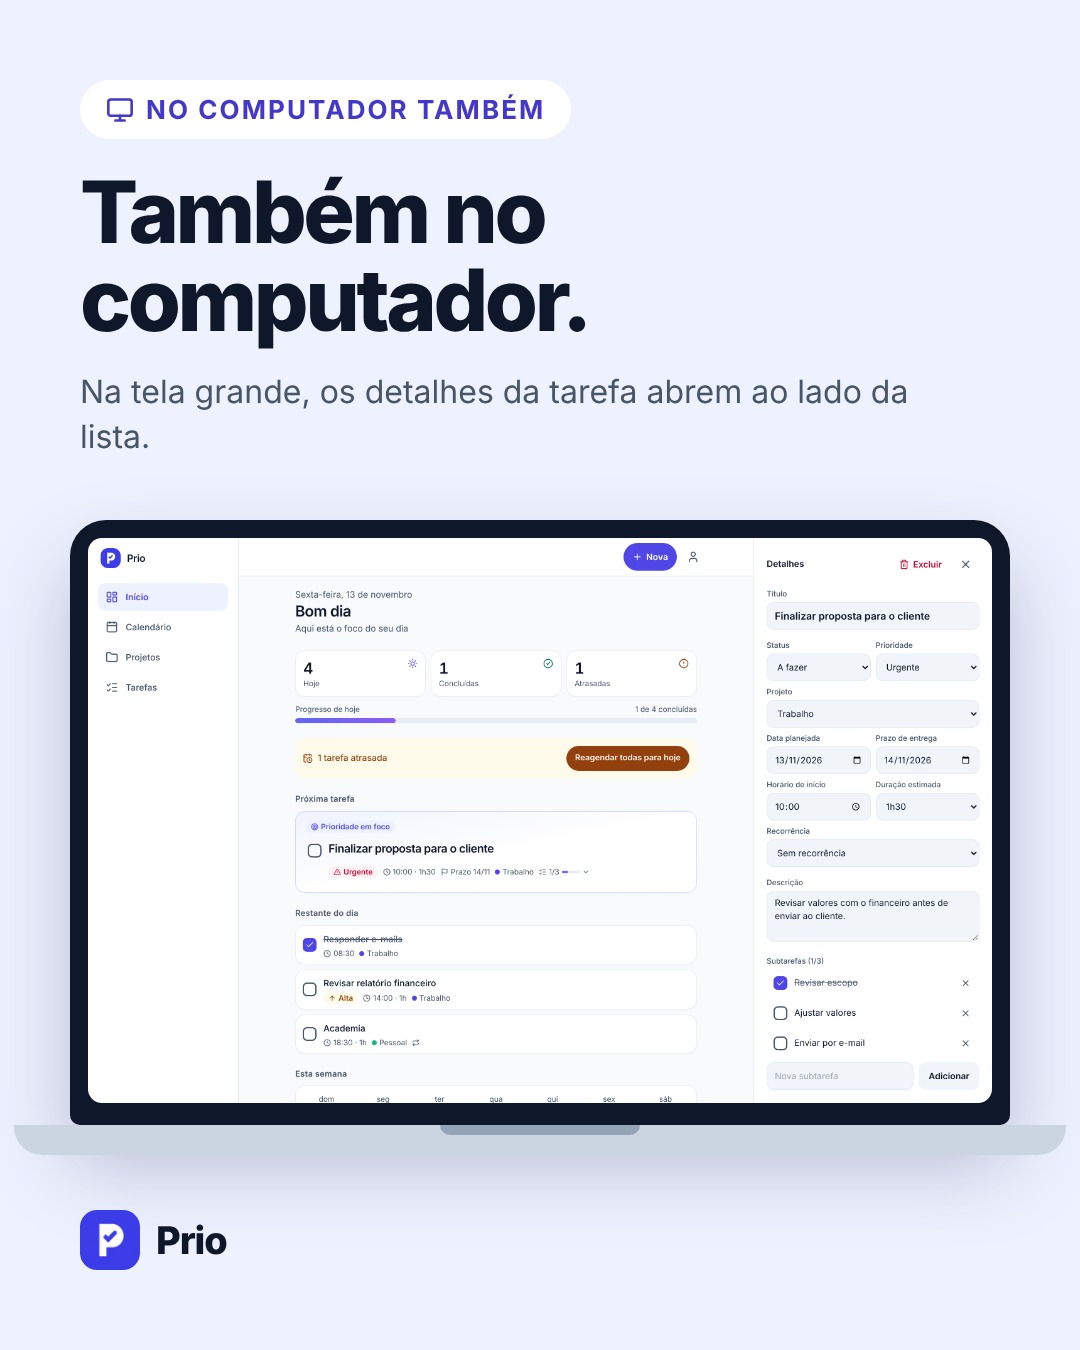 NO COMPUTADOR TAMBÉM
Também no
computador.
Na tela grande, os detalhes da tarefa abrem ao lado da
lista.
Prio
Início
Calendário
Projetos
Tarefas
+ Nova
Sexta-feira, 13 de novembro
Bom dia
Aqui está o foco do seu dia
4
Hoje
1
Concluídas
1
Atrasadas
Progresso de hoje
1 de 4 concluídas
1 tarefa atrasada
Reagendar todas para hoje
Próxima tarefa
Prioridade em foco
Finalizar proposta para o cliente
Urgente 10:00 · 1h30 Prazo 14/11 Trabalho 1/3
Restante do dia
Responder e-mails
08:30 Trabalho
Revisar relatório financeiro
Alta 14:00 · 1h Trabalho
Academia
18:30 · 1h Pessoal
Esta semana
dom seg ter qua qui sex sáb
Detalhes
Excluir
Título
Finalizar proposta para o cliente
Status Prioridade
A fazer Urgente
Projeto
Trabalho
Data planejada Prazo de entrega
13/11/2026 14/11/2026
Horário de início Duração estimada
10:00 1h30
Recorrência
Sem recorrência
Descrição
Revisar valores com o financeiro antes de
enviar ao cliente.
Subtarefas (1/3)
Revisar escopo
Ajustar valores
Enviar por e-mail
Nova subtarefa
Adicionar
Prio